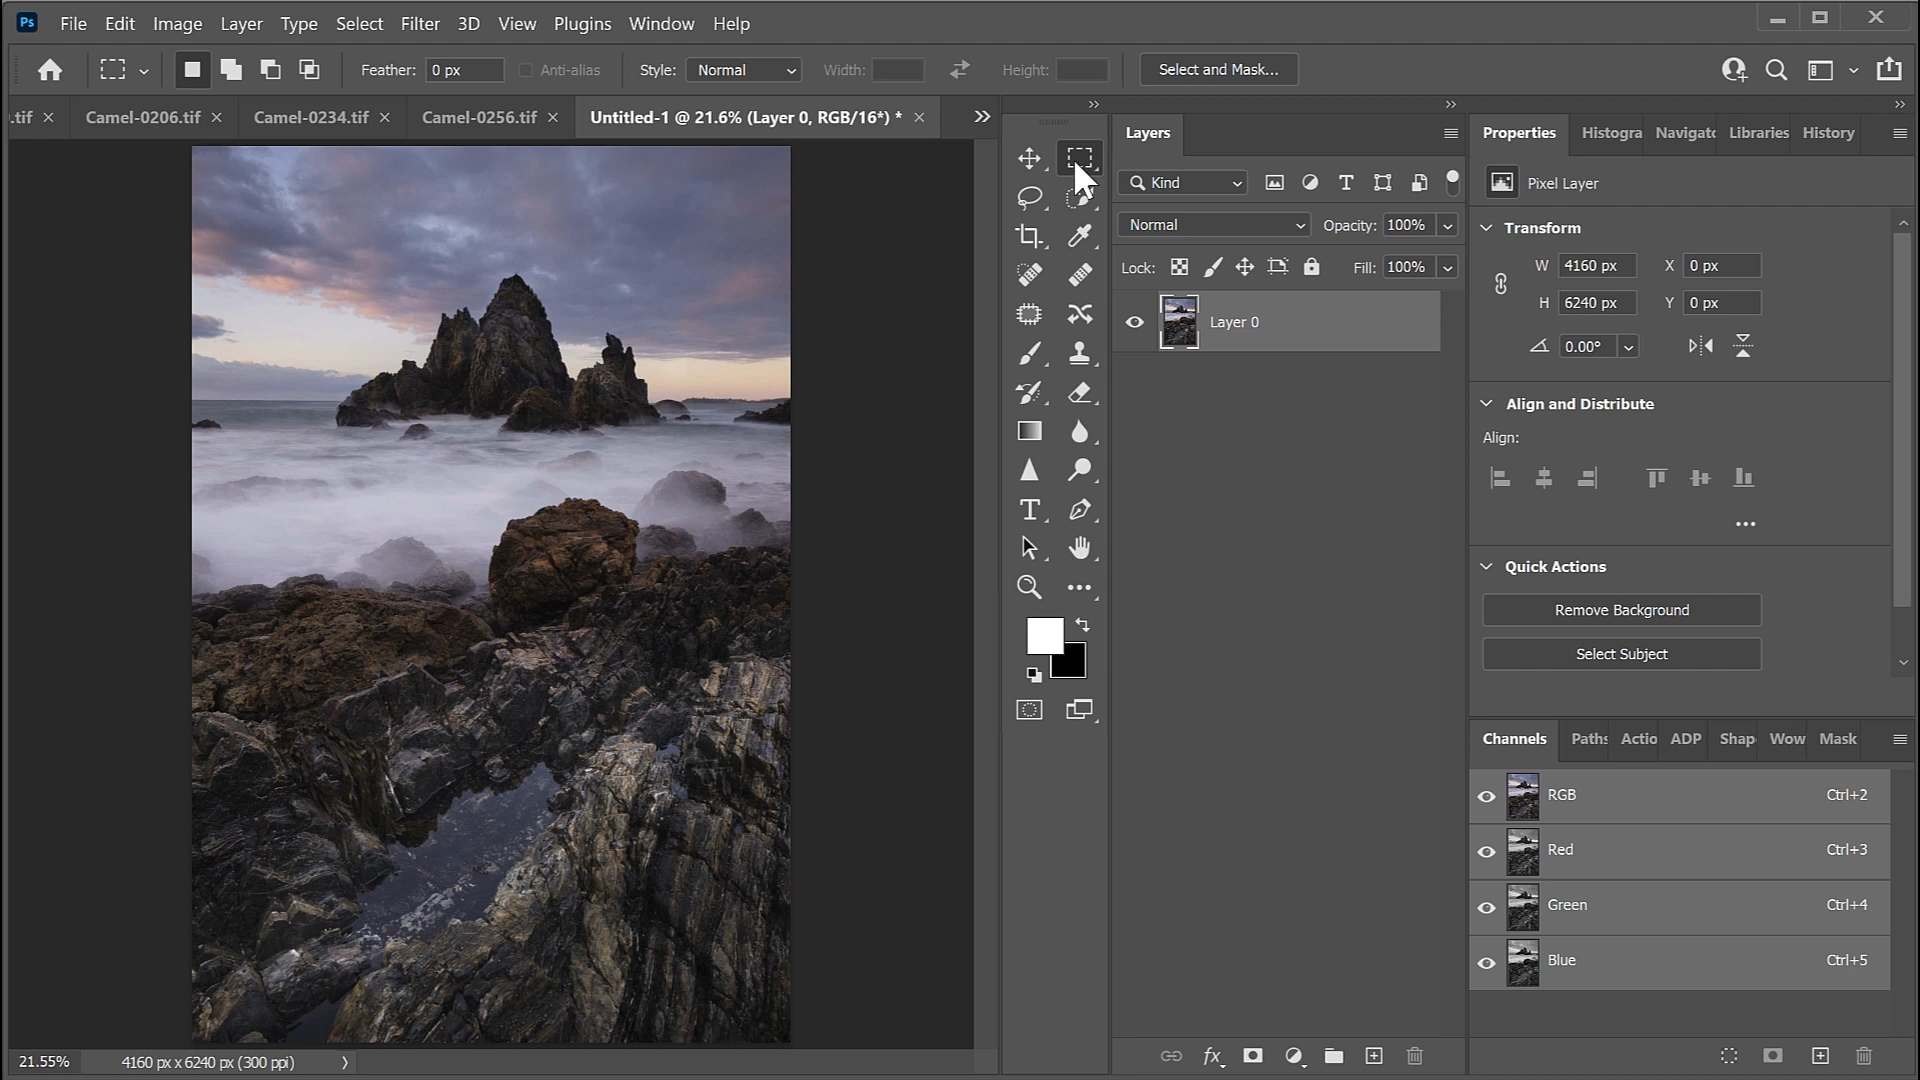 Ps File Edit Image Layer Type Select Filter 3D View Plugins Window Help
Feather: 0 px Anti-alias Style: Normal Width: Height: Select and Mask...
.tif × Camel-0206.tif × Camel-0234.tif × Camel-0256.tif × Untitled-1 @ 21.6% (Layer 0, RGB/16*) * ×
Layers
Kind
Normal Opacity: 100%
Lock: Fill: 100%
Layer 0
Properties Histogra Navigato Libraries History
Pixel Layer
Transform
W 4160 px X 0 px
H 6240 px Y 0 px
0.00°
Align and Distribute
Align:
Quick Actions
Remove Background
Select Subject
Channels Paths Actio ADP Shap Wow Mask
RGB Ctrl+2
Red Ctrl+3
Green Ctrl+4
Blue Ctrl+5
21.55% 4160 px x 6240 px (300 ppi)